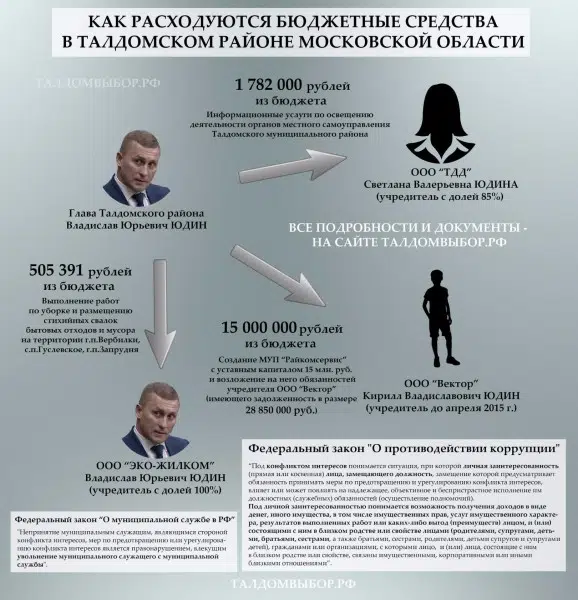 КАК РАСХОДУЮТСЯ БЮДЖЕТНЫЕ СРЕДСТВА
В ТАЛДОМСКОМ РАЙОНЕ МОСКОВСКОЙ ОБЛАСТИ
ТАЛДОМВЫБОР.РФ
1 782 000 рублей
из бюджета
Информационные услуги по освещению
деятельности органов местного самоуправления
Талдомского муниципального района
ООО "ТДД"
Светлана Валерьевна ЮДИНА
(учредитель с долей 85%)
Глава Талдомского района
Владислав Юрьевич ЮДИН
ВСЕ ПОДРОБНОСТИ И ДОКУМЕНТЫ -
НА САЙТЕ ТАЛДОМВЫБОР.РФ
505 391 рублей
из бюджета
Выполнение работ
по уборке и размещению
стихийных свалок
бытовых отходов и мусора
на территории г.п.Вербилки,
с.п.Гуслевское, г.п.Запрудня
15 000 000 рублей
из бюджета
Создание МУП "Райкомсервис"
с уставным капиталом 15 млн. руб.
и возложение на него обязанностей
учредителя ООО "Вектор"
(имеющего задолженность в размере
28 850 000 руб.)
ООО "Вектор"
Кирилл Владиславович ЮДИН
(учредитель до апреля 2015 г.)
ООО "ЭКО-ЖИЛКОМ"
Владислав Юрьевич ЮДИН
(учредитель с долей 100%)
Федеральный закон "О противодействии коррупции"
"Под конфликтом интересов понимается ситуация, при которой личная заинтересованность
(прямая или косвенная) лица, замещающего должность, замещение которой предусматривает
обязанность принимать меры по предотвращению и урегулированию конфликта интересов,
влияет или может повлиять на надлежащее, объективное и беспристрастное исполнение им
должностных (служебных) обязанностей (осуществление полномочий).
Под личной заинтересованностью понимается возможность получения доходов в виде
денег, иного имущества, в том числе имущественных прав, услуг имущественного характе-
ра, результатов выполненных работ или каких-либо выгод (преимуществ) лицом, и (или)
состоящими с ним в близком родстве или свойстве лицами (родителями, супругами, деть-
ми, братьями, сестрами, а также братьями, сестрами, родителями, детьми супругов и супругами
детей), гражданами или организациями, с которыми лицо, и (или) лица, состоящие с ним
в близком родстве или свойстве, связаны имущественными, корпоративными или иными
близкими отношениями".
Федеральный закон "О муниципальной службе в РФ"
"Непринятие муниципальным служащим, являющимся стороной
конфликта интересов, мер по предотвращению или урегулирова-
нию конфликта интересов является правонарушением, влекущим
увольнение муниципального служащего с муниципальной
службы".
ТАЛДОМВЫБОР.РФ